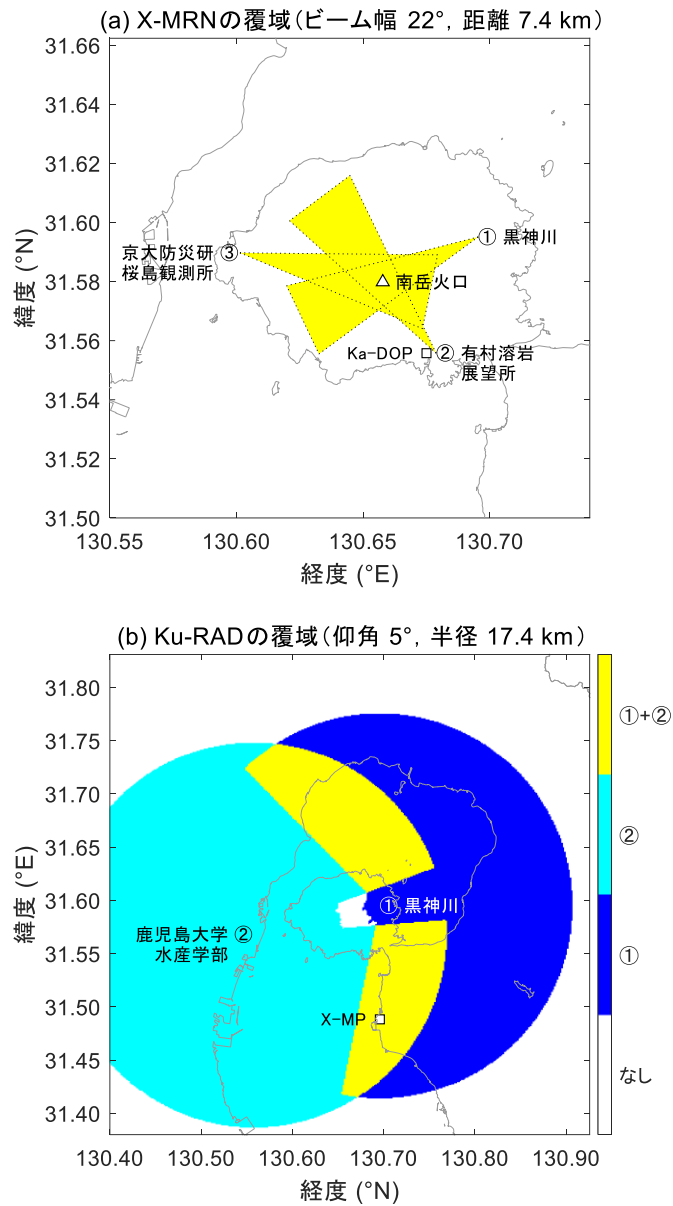 (a) X-MRNの覆域（ビーム幅 22°，距離 7.4 km）
31.66
31.64
31.62
31.60
31.58
31.56
31.54
31.52
31.50
緯度 (°N)
① 黒神川
京大防災研 ③
桜島観測所
南岳火口
Ka-DOP
② 有村溶岩
展望所
130.55
130.60
130.65
130.70
経度 (°E)
(b) Ku-RADの覆域（仰角 5°，半径 17.4 km）
31.80
31.75
31.70
31.65
31.60
31.55
31.50
31.45
31.40
緯度 (°E)
① 黒神川
鹿児島大学 ②
水産学部
X-MP
130.40
130.50
130.60
130.70
130.80
130.90
経度 (°N)
①+②
②
①
なし